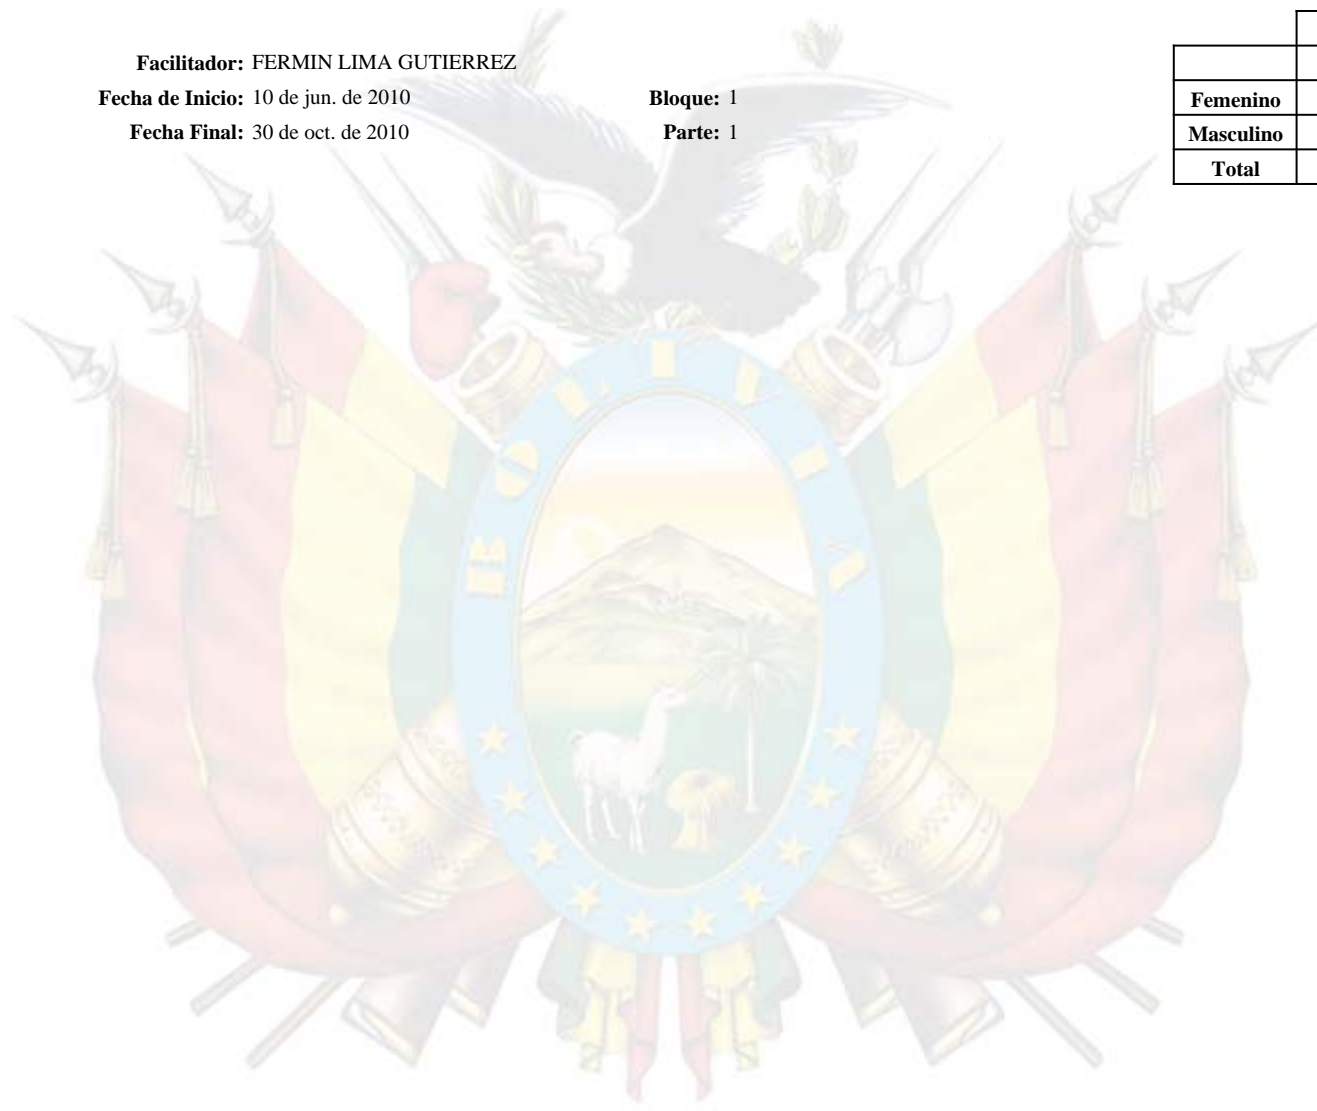 Facilitador: FERMIN LIMA GUTIERREZ
Fecha de Inicio: 10 de jun. de 2010
Bloque: 1
Fecha Final: 30 de oct. de 2010
Parte: 1
Femenino
Masculino
Total
BOLIVIA